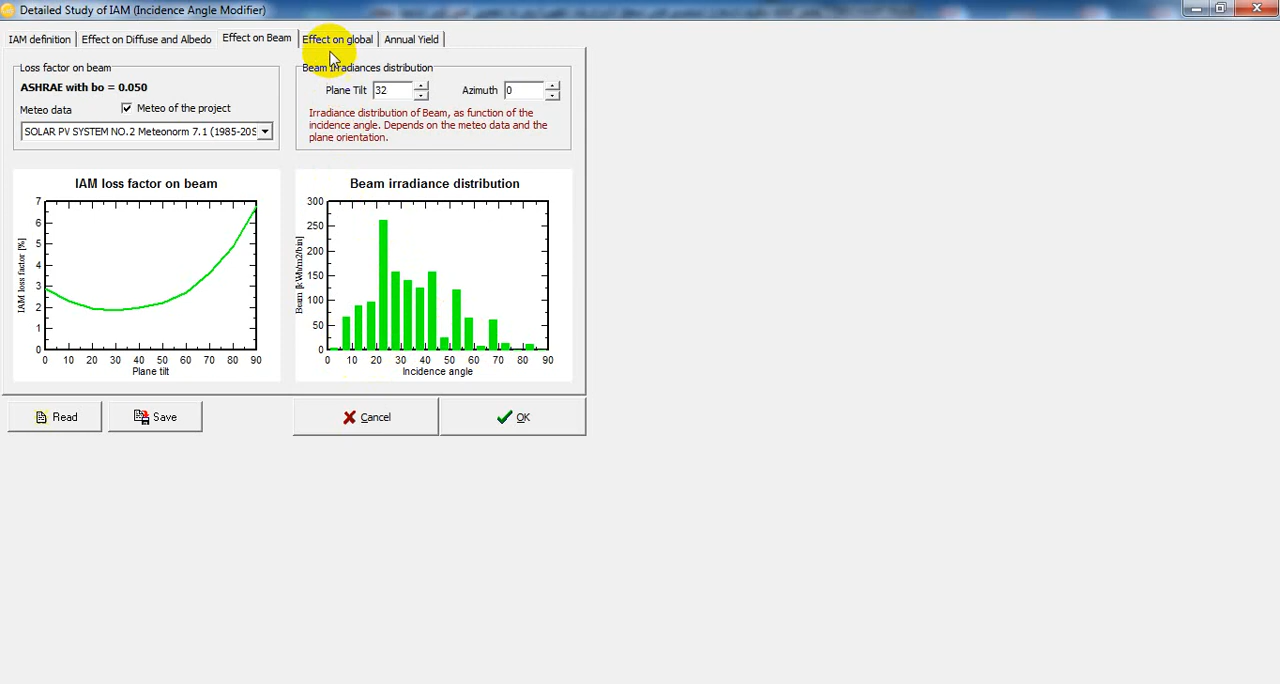 Detailed Study of IAM (Incidence Angle Modifier)
IAM definition
Effect on Diffuse and Albedo
Effect on Beam
Effect on global
Annual Yield
Loss factor on beam
ASHRAE with bo = 0.050
Meteo data
Meteo of the project
SOLAR PV SYSTEM NO.2 Meteonorm 7.1 (1985-20S
Beam irradiances distribution
Plane Tilt 32
Azimuth 0
Irradiance distribution of Beam, as function of the
incidence angle. Depends on the meteo data and the
plane orientation.
IAM loss factor on beam
7
6
5
4
3
2
1
0
IAM loss factor [%]
0 10 20 30 40 50 60 70 80 90
Plane tilt
Beam irradiance distribution
300
250
200
150
100
50
0
Beam [kWh/m2/bin]
0 10 20 30 40 50 60 70 80 90
Incidence angle
Read
Save
Cancel
OK